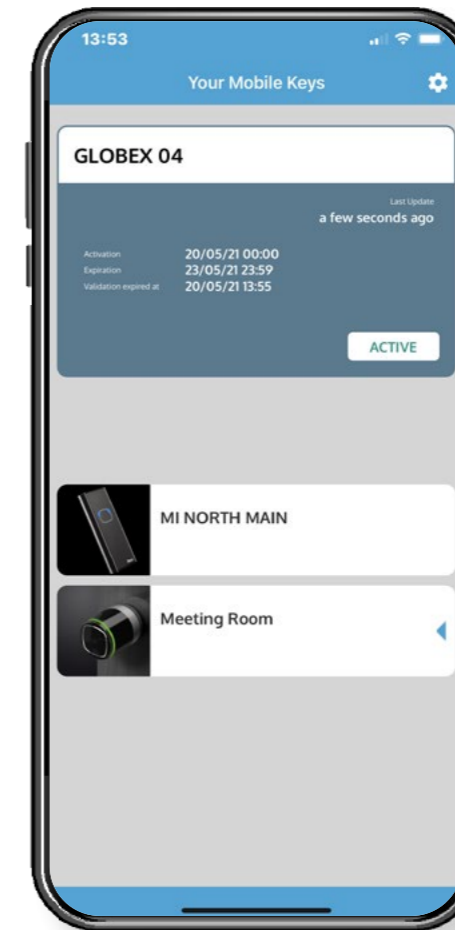 13:53
Your Mobile Keys
GLOBEX 04
Last Update
a few seconds ago
Activation 20/05/21 00:00
Expiration 23/05/21 23:59
Validation expired at 20/05/21 13:55
ACTIVE
MI NORTH MAIN
Meeting Room